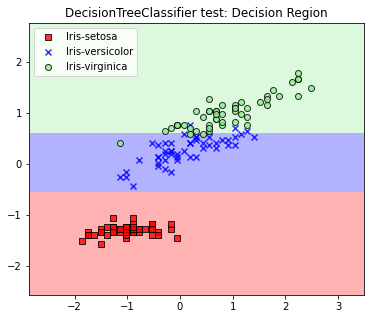 DecisionTreeClassifier test: Decision Region
Iris-setosa
Iris-versicolor
Iris-virginica
2
1
0
−1
−2
−2 −1 0 1 2 3